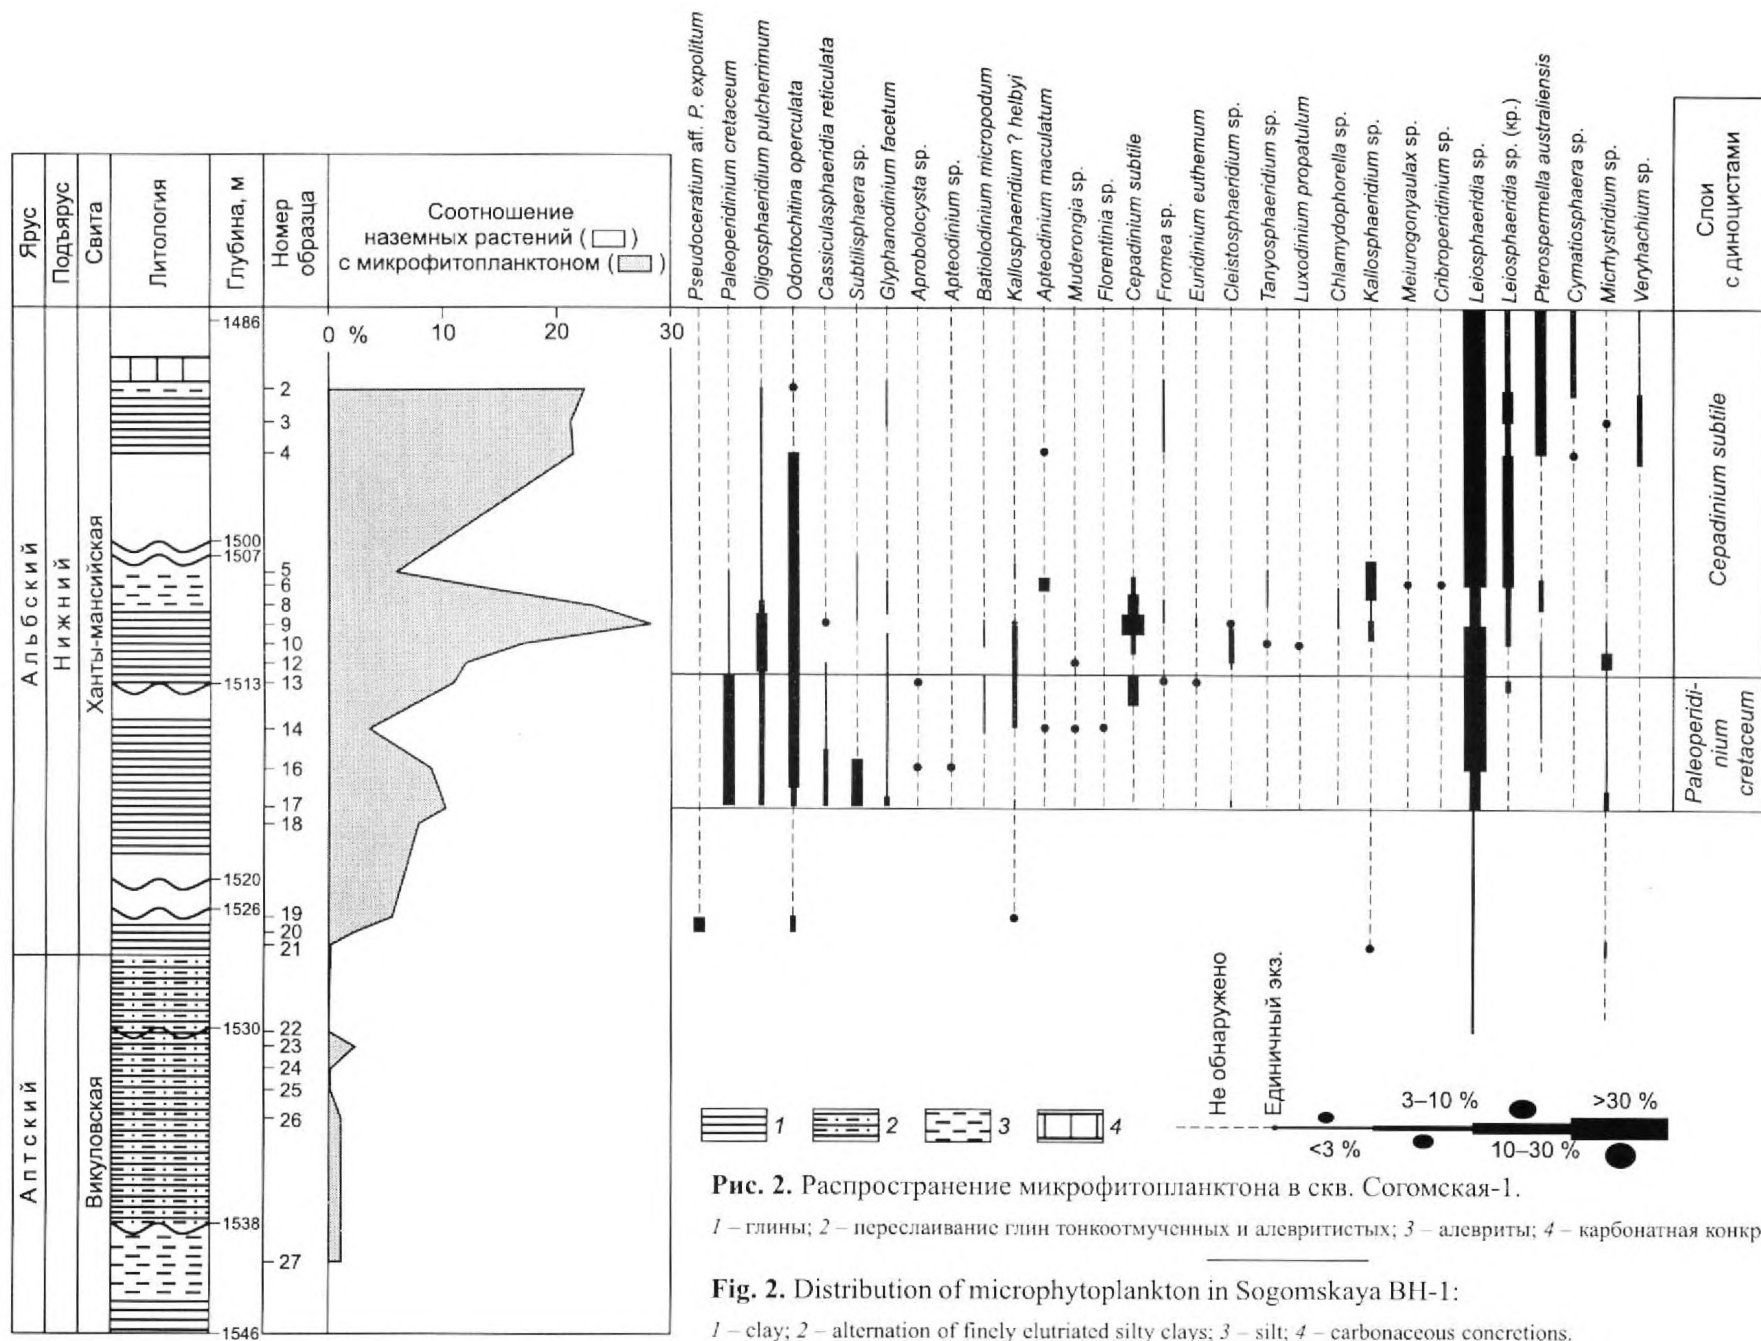 Ярус
Подъярус
Свита
Литология
Глубина, м
Номер
образца
Соотношение
наземных растений ( )
с микрофитопланктоном ( )
Pseudoceratium aff. P. expolitum
Paleoperidinium cretaceum
Oligosphaeridium pulcherrimum
Odontochitina operculata
Cassiculasphaeridia reticulata
Subtilisphaera sp.
Glyphanodinium facetum
Aprobolocysta sp.
Apteodinium sp.
Batiolodinium micropodum
Kallosphaeridium ? helbyi
Apteodinium maculatum
Muderongia sp.
Florentinia sp.
Cepadinium subtile
Fromea sp.
Euridinium euthemum
Cleistosphaeridium sp.
Tanyosphaeridium sp.
Luxodinium propatulum
Chlamydophorella sp.
Kallosphaeridium sp.
Meiurogonyaulax sp.
Cribroperidinium sp.
Leiosphaeridia sp.
Leiosphaeridia sp. (кр.)
Pterospermella australiensis
Cymatiosphaera sp.
Micrhystridium sp.
Veryhachium sp.
Слои
с диноцистами
Альбский
Нижний
Ханты-мансийская
Аптский
Викуловская
1486
1500
1507
1513
1520
1526
1530
1538
1546
2
3
4
5
6
8
9
10
12
13
14
16
17
18
19
20
21
22
23
24
25
26
27
0 % 10 20 30
Cepadinium subtile
Paleoperidi-
nium
cretaceum
1 2 3 4
Не обнаружено
Единичный экз.
<3 %
3–10 %
10–30 %
>30 %
Рис. 2. Распространение микрофитопланктона в скв. Согомская-1.
1 – глины; 2 – переслаивание глин тонкоотмученных и алевритистых; 3 – алевриты; 4 – карбонатная конкр
Fig. 2. Distribution of microphytoplankton in Sogomskaya BH-1:
1 – clay; 2 – alternation of finely elutriated silty clays; 3 – silt; 4 – carbonaceous concretions.